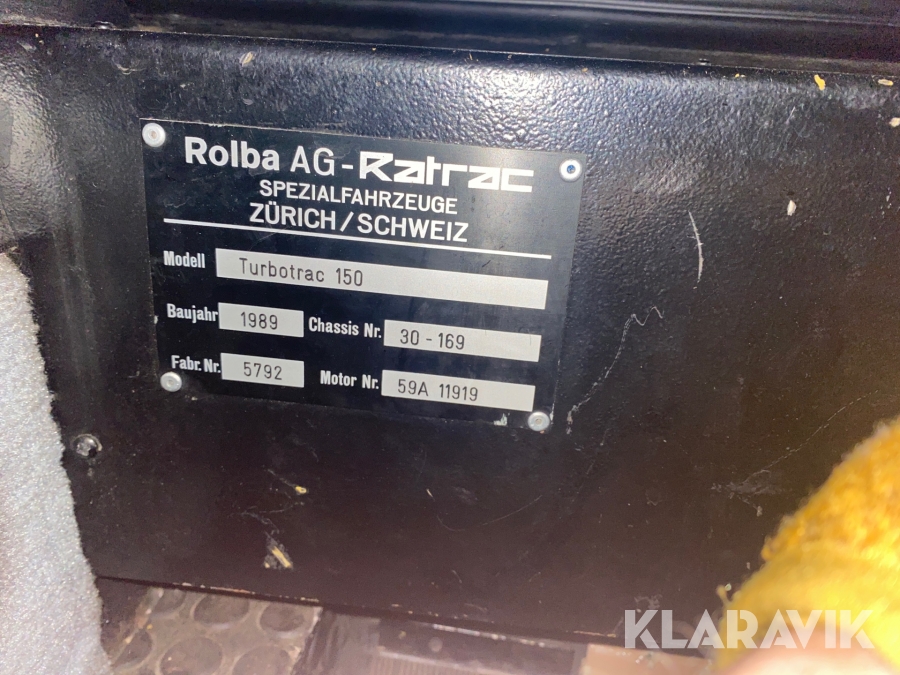 Rolba AG - Ratrac
SPEZIALFAHRZEUGE
ZÜRICH/SCHWEIZ
Modell Turbotrac 150
Baujahr 1989 Chassis Nr. 30-169
Fabr. Nr. 5792 Motor Nr. 59A 11919
KLARAVIK